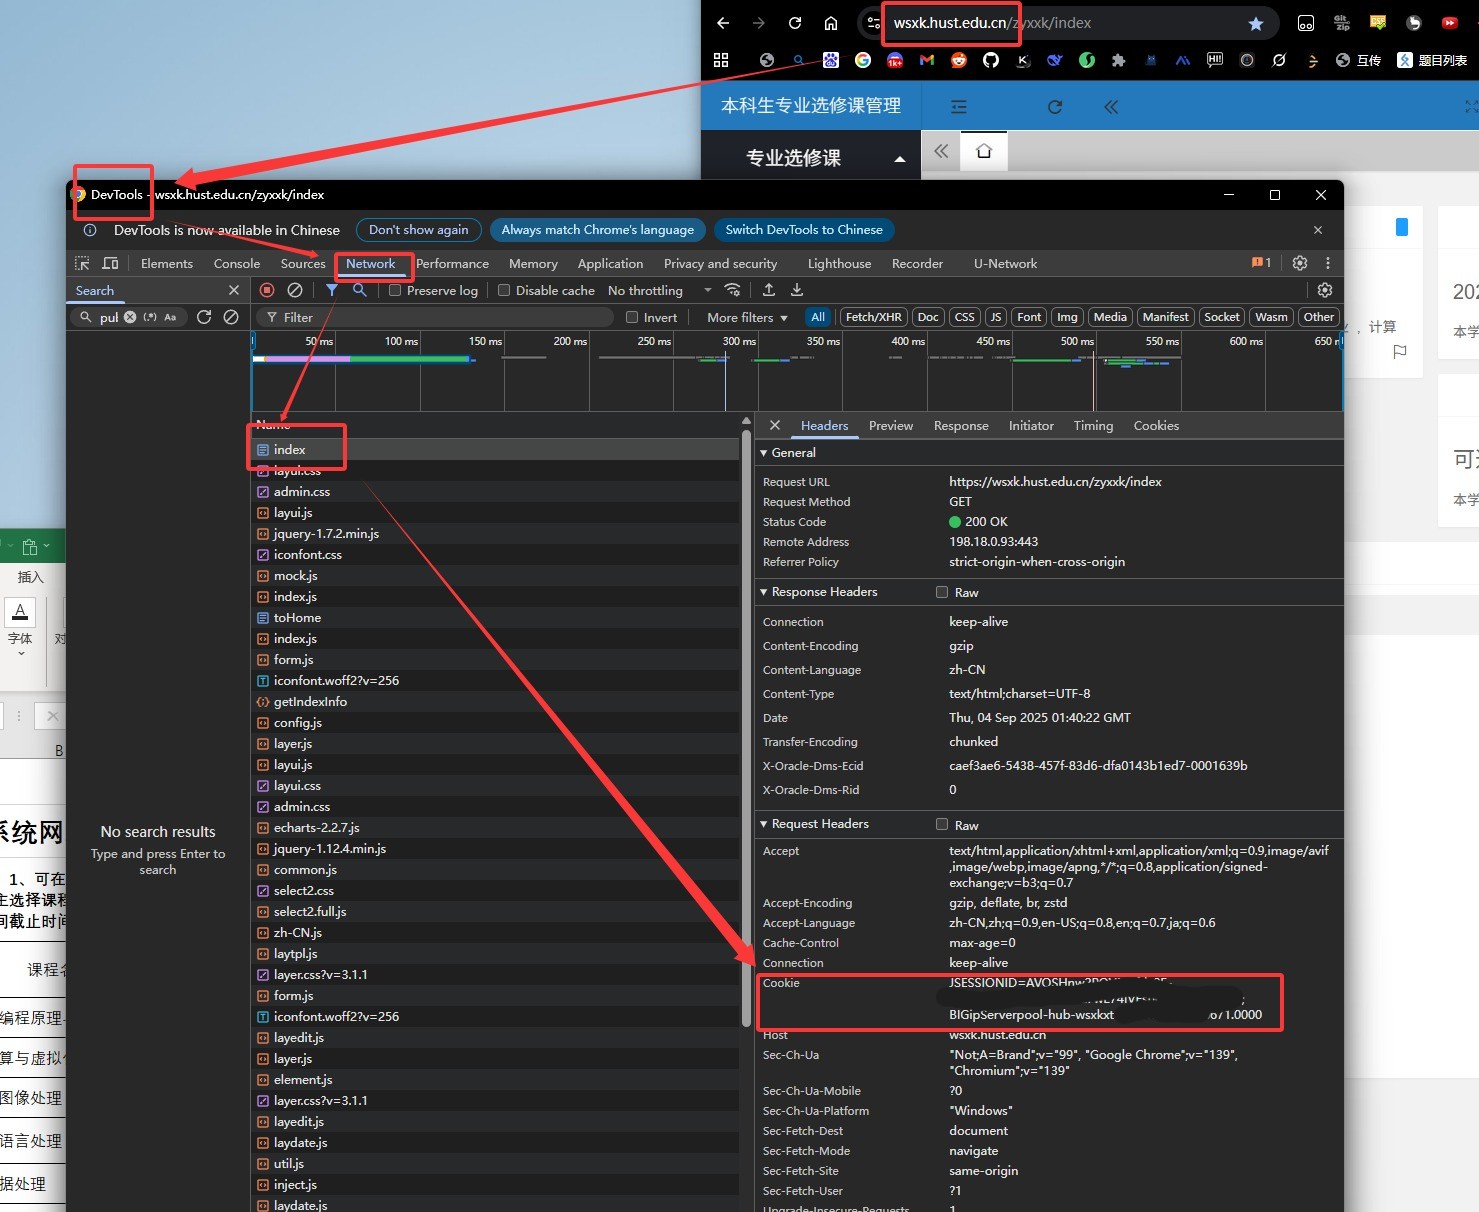 wsxk.hust.edu.cn/zyxxk/index
互传
题目列表
本科生专业选修课管理
专业选修课
DevTools - wsxk.hust.edu.cn/zyxxk/index
DevTools is now available in Chinese
Don't show again
Always match Chrome's language
Switch DevTools to Chinese
Elements
Console
Sources
Network
Performance
Memory
Application
Privacy and security
Lighthouse
Recorder
U-Network
1
Search
Preserve log
Disable cache
No throttling
pul
(.*)
Aa
Filter
Invert
More filters
All
Fetch/XHR
Doc
CSS
JS
Font
Img
Media
Manifest
Socket
Wasm
Other
50 ms
100 ms
150 ms
200 ms
250 ms
300 ms
350 ms
400 ms
450 ms
500 ms
550 ms
600 ms
Name
index
layui.css
admin.css
layui.js
jquery-1.7.2.min.js
iconfont.css
mock.js
index.js
toHome
index.js
form.js
iconfont.woff2?v=256
getIndexInfo
config.js
layer.js
layui.js
layui.css
admin.css
echarts-2.2.7.js
jquery-1.12.4.min.js
common.js
select2.css
select2.full.js
zh-CN.js
laytpl.js
layer.css?v=3.1.1
form.js
iconfont.woff2?v=256
layedit.js
layer.js
element.js
layer.css?v=3.1.1
layedit.js
laydate.js
util.js
inject.js
laydate.js
No search results
Type and press Enter to
search
Headers
Preview
Response
Initiator
Timing
Cookies
General
Request URL
https://wsxk.hust.edu.cn/zyxxk/index
Request Method
GET
Status Code
200 OK
Remote Address
198.18.0.93:443
Referrer Policy
strict-origin-when-cross-origin
Response Headers
Raw
Connection
keep-alive
Content-Encoding
gzip
Content-Language
zh-CN
Content-Type
text/html;charset=UTF-8
Date
Thu, 04 Sep 2025 01:40:22 GMT
Transfer-Encoding
chunked
X-Oracle-Dms-Ecid
caef3ae6-5438-457f-83d6-dfa0143b1ed7-0001639b
X-Oracle-Dms-Rid
0
Request Headers
Raw
Accept
text/html,application/xhtml+xml,application/xml;q=0.9,image/avif
,image/webp,image/apng,*/*;q=0.8,application/signed-
exchange;v=b3;q=0.7
Accept-Encoding
gzip, deflate, br, zstd
Accept-Language
zh-CN,zh;q=0.9,en-US;q=0.8,en;q=0.7,ja;q=0.6
Cache-Control
max-age=0
Connection
keep-alive
Cookie
BIGipServerpool-hub-wsxkxt 671.0000
Host
wsxk.hust.edu.cn
Sec-Ch-Ua
"Not;A=Brand";v="99", "Google Chrome";v="139",
"Chromium";v="139"
Sec-Ch-Ua-Mobile
?0
Sec-Ch-Ua-Platform
"Windows"
Sec-Fetch-Dest
document
Sec-Fetch-Mode
navigate
Sec-Fetch-Site
same-origin
Sec-Fetch-User
?1
Upgrade-Insecure-Requests
1
插入
字体
B
系统网
1、可在
主选择课程
间截止时间
课程名
编程原理
算与虚拟
图像处理
语言处理
据处理
202
，计算
本学
可
本学